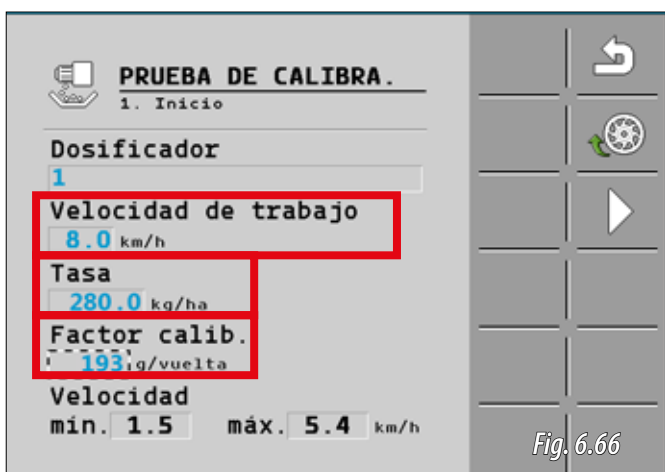 PRUEBA DE CALIBRA.
1. Inicio
Dosificador
1
Velocidad de trabajo
8.0 km/h
Tasa
280.0 kg/ha
Factor calib.
193 g/vuelta
Velocidad
mín. 1.5 máx. 5.4 km/h
Fig. 6.66